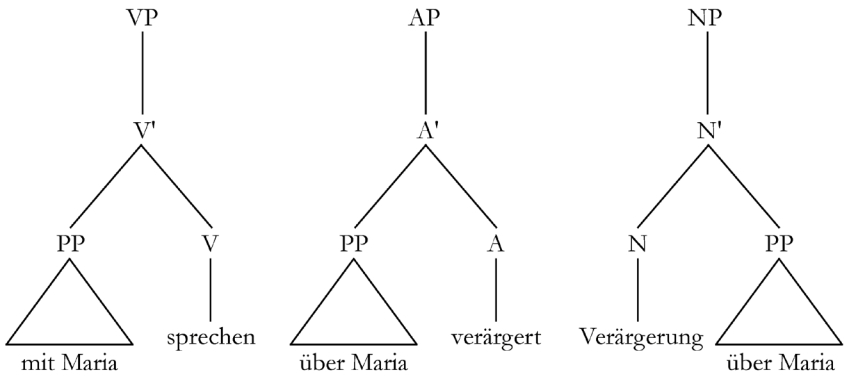 VP AP NP
V' A' N'
PP V PP A N PP
sprechen verärgert Verärgerung
mit Maria über Maria über Maria